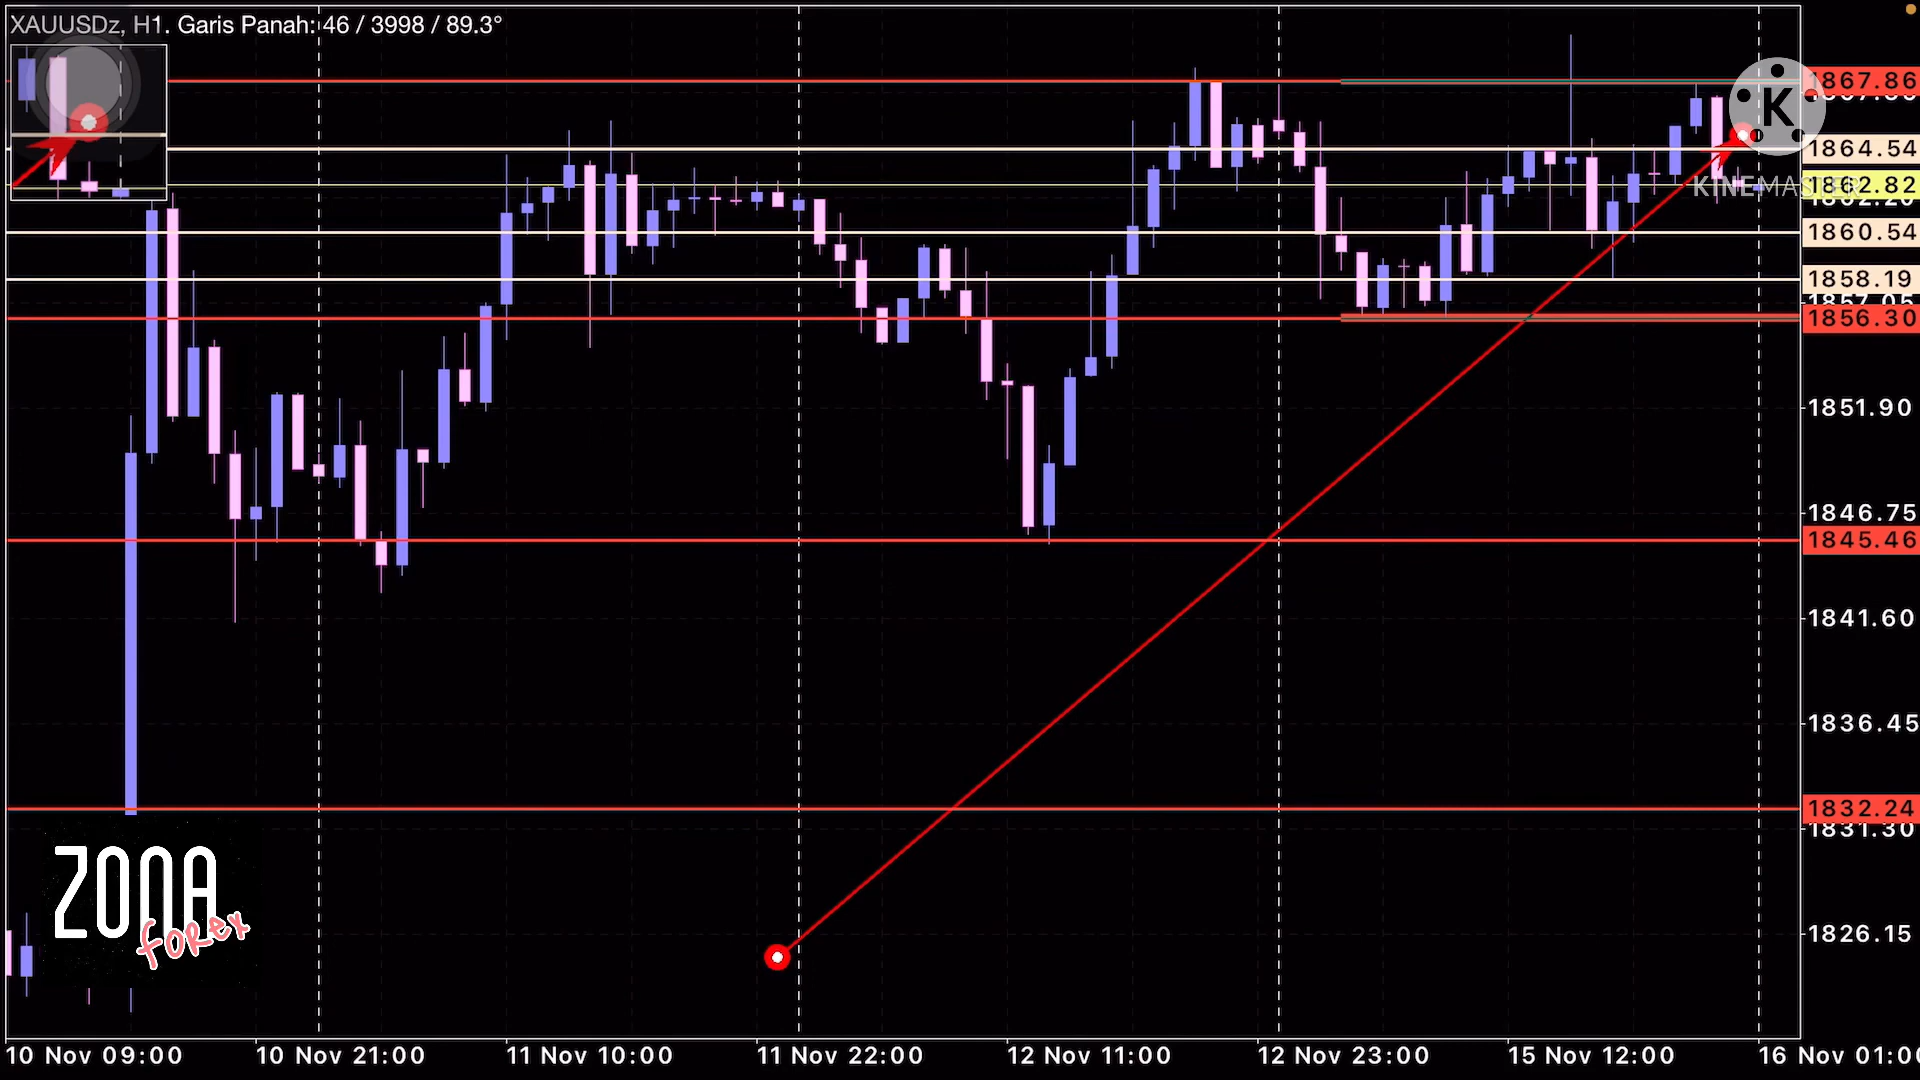 XAUUSDz, H1. Garis Panah: 46 / 3998 / 89.3°
K
KINEMASTER
1867.86
1864.54
1862.82
1860.54
1858.19
1857.05
1856.30
1851.90
1846.75
1845.46
1841.60
1836.45
1832.24
1831.30
1826.15
ZONA
forex
10 Nov 09:00
10 Nov 21:00
11 Nov 10:00
11 Nov 22:00
12 Nov 11:00
12 Nov 23:00
15 Nov 12:00
16 Nov 01:00